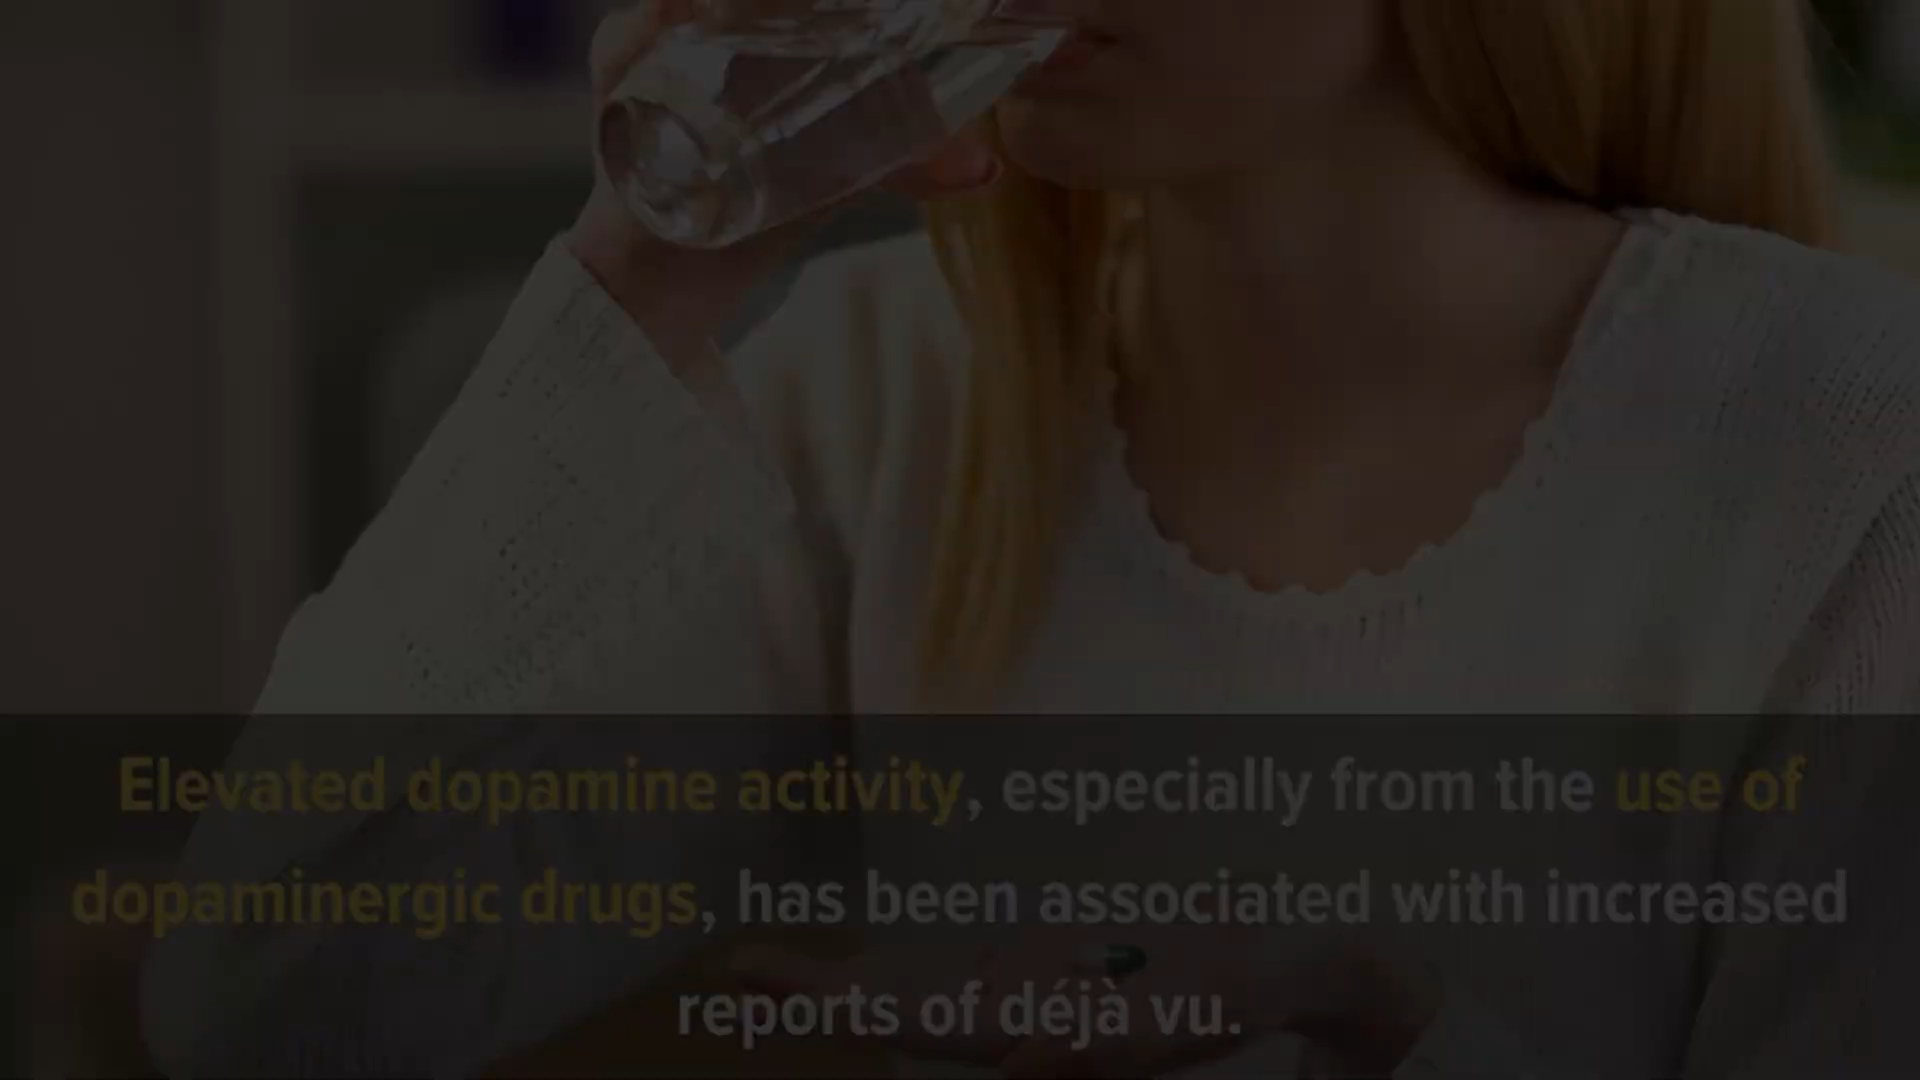 Elevated dopamine activity, especially from the use of
dopaminergic drugs, has been associated with increased
reports of déjà vu.